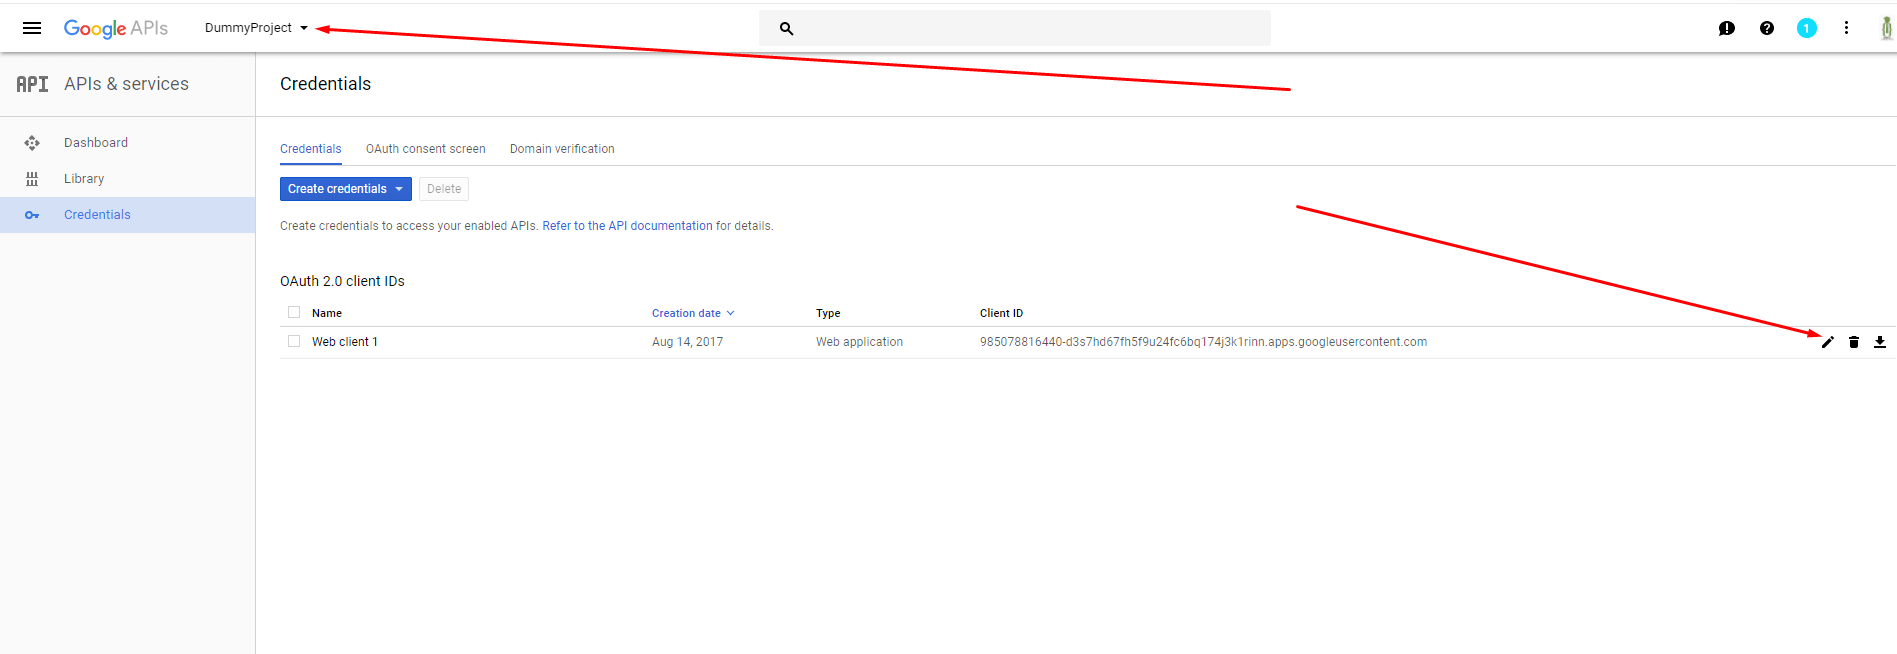 Google APIs DummyProject 1
API APIs & services Credentials
Dashboard
Library
Credentials
Credentials OAuth consent screen Domain verification
Create credentials Delete
Create credentials to access your enabled APIs. Refer to the API documentation for details.
OAuth 2.0 client IDs
Name Creation date Type Client ID
Web client 1 Aug 14, 2017 Web application 985078816440-d3s7hd67fh5f9u24fc6bq174j3k1rinn.apps.googleusercontent.com